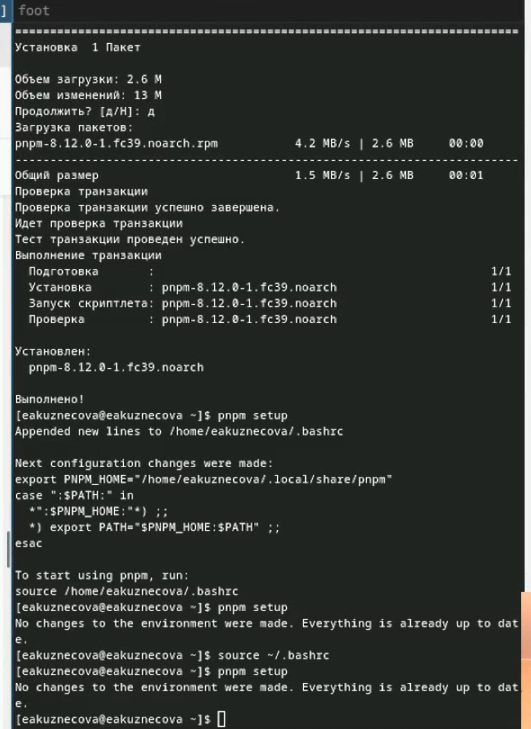 foot
================================================================
Установка  1 Пакет
Объем загрузки: 2.6 M
Объем изменений: 13 M
Продолжить? [д/Н]: д
Загрузка пакетов:
pnpm-8.12.0-1.fc39.noarch.rpm          4.2 MB/s | 2.6 MB     00:00
----------------------------------------------------------------
Общий размер                           1.5 MB/s | 2.6 MB     00:01
Проверка транзакции
Проверка транзакции успешно завершена.
Идет проверка транзакции
Тест транзакции проведен успешно.
Выполнение транзакции
  Подготовка       :                                             1/1
  Установка        : pnpm-8.12.0-1.fc39.noarch                   1/1
  Запуск скриптлета: pnpm-8.12.0-1.fc39.noarch                   1/1
  Проверка         : pnpm-8.12.0-1.fc39.noarch                   1/1
Установлен:
  pnpm-8.12.0-1.fc39.noarch
Выполнено!
[eakuznecova@eakuznecova ~]$ pnpm setup
Appended new lines to /home/eakuznecova/.bashrc
Next configuration changes were made:
export PNPM_HOME="/home/eakuznecova/.local/share/pnpm"
case ":$PATH:" in
  *":$PNPM_HOME:"*) ;;
  *) export PATH="$PNPM_HOME:$PATH" ;;
esac
To start using pnpm, run:
source /home/eakuznecova/.bashrc
[eakuznecova@eakuznecova ~]$ pnpm setup
No changes to the environment were made. Everything is already up to dat
e.
[eakuznecova@eakuznecova ~]$ source ~/.bashrc
[eakuznecova@eakuznecova ~]$ pnpm setup
No changes to the environment were made. Everything is already up to dat
e.
[eakuznecova@eakuznecova ~]$